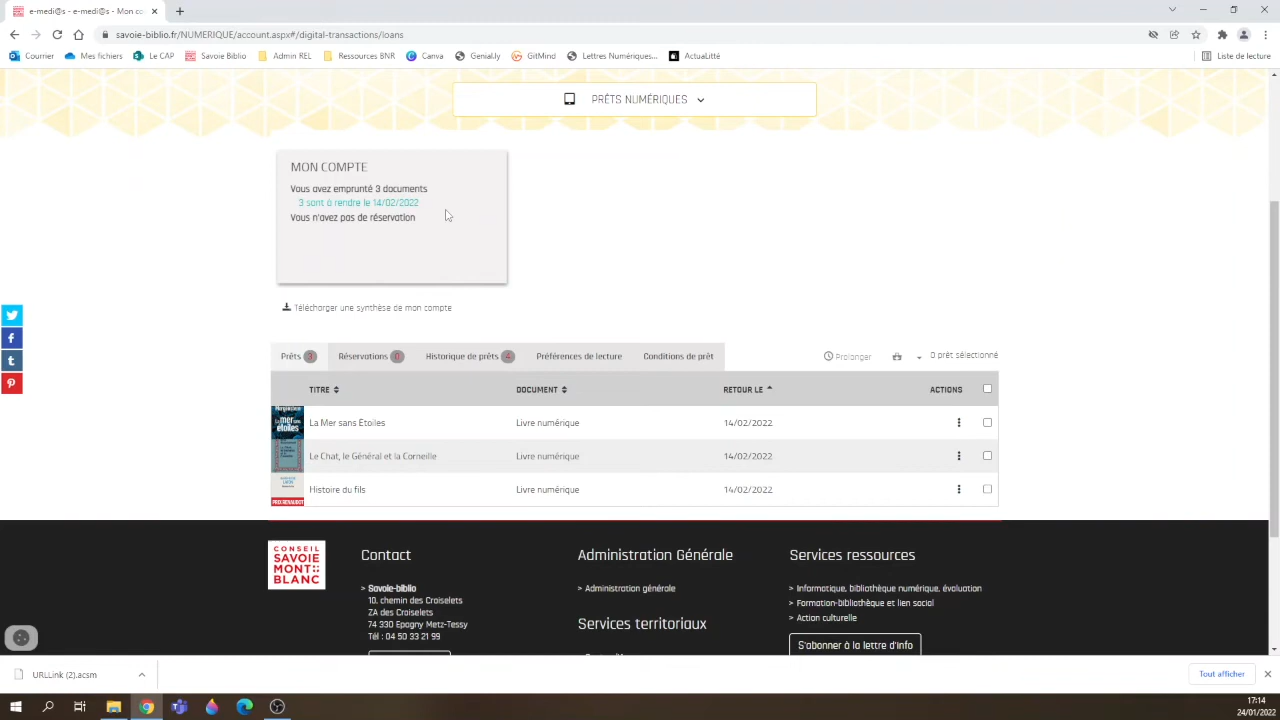 e-medi@s - e-medi@s - Mon co
savoie-biblio.fr/NUMERIQUE/account.aspx#/digital-transactions/loans
Courrier Mes fichiers Le CAP Savoie Biblio Admin REL Ressources BNR Canva Genially GitMind Lettres Numériques... ActuaLitté Liste de lecture
PRÊTS NUMÉRIQUES
MON COMPTE
Vous avez emprunté 3 documents
3 sont à rendre le 14/02/2022
Vous n'avez pas de réservation
Télécharger une synthèse de mon compte
Prêts 3 Réservations 0 Historique de prêts 4 Préférences de lecture Conditions de prêt Prolonger 0 prêt sélectionné
TITRE DOCUMENT RETOUR LE ACTIONS
La Mer sans Etoiles Livre numérique 14/02/2022
Le Chat, le Général et la Corneille Livre numérique 14/02/2022
Histoire du fils Livre numérique 14/02/2022
CONSEIL
SAVOIE
MONT
BLANC
Contact
> Savoie-biblio
10, chemin des Croiselets
ZA des Croiselets
74 330 Epagny Metz-Tessy
Tél : 04 50 33 21 99
Administration Générale
> Administration générale
Services territoriaux
Services ressources
> Informatique, bibliothèque numérique, évaluation
> Formation-bibliothèque et lien social
> Action culturelle
S'abonner à la lettre d'info
URLLink (2).acsm Tout afficher
17:14
24/01/2022